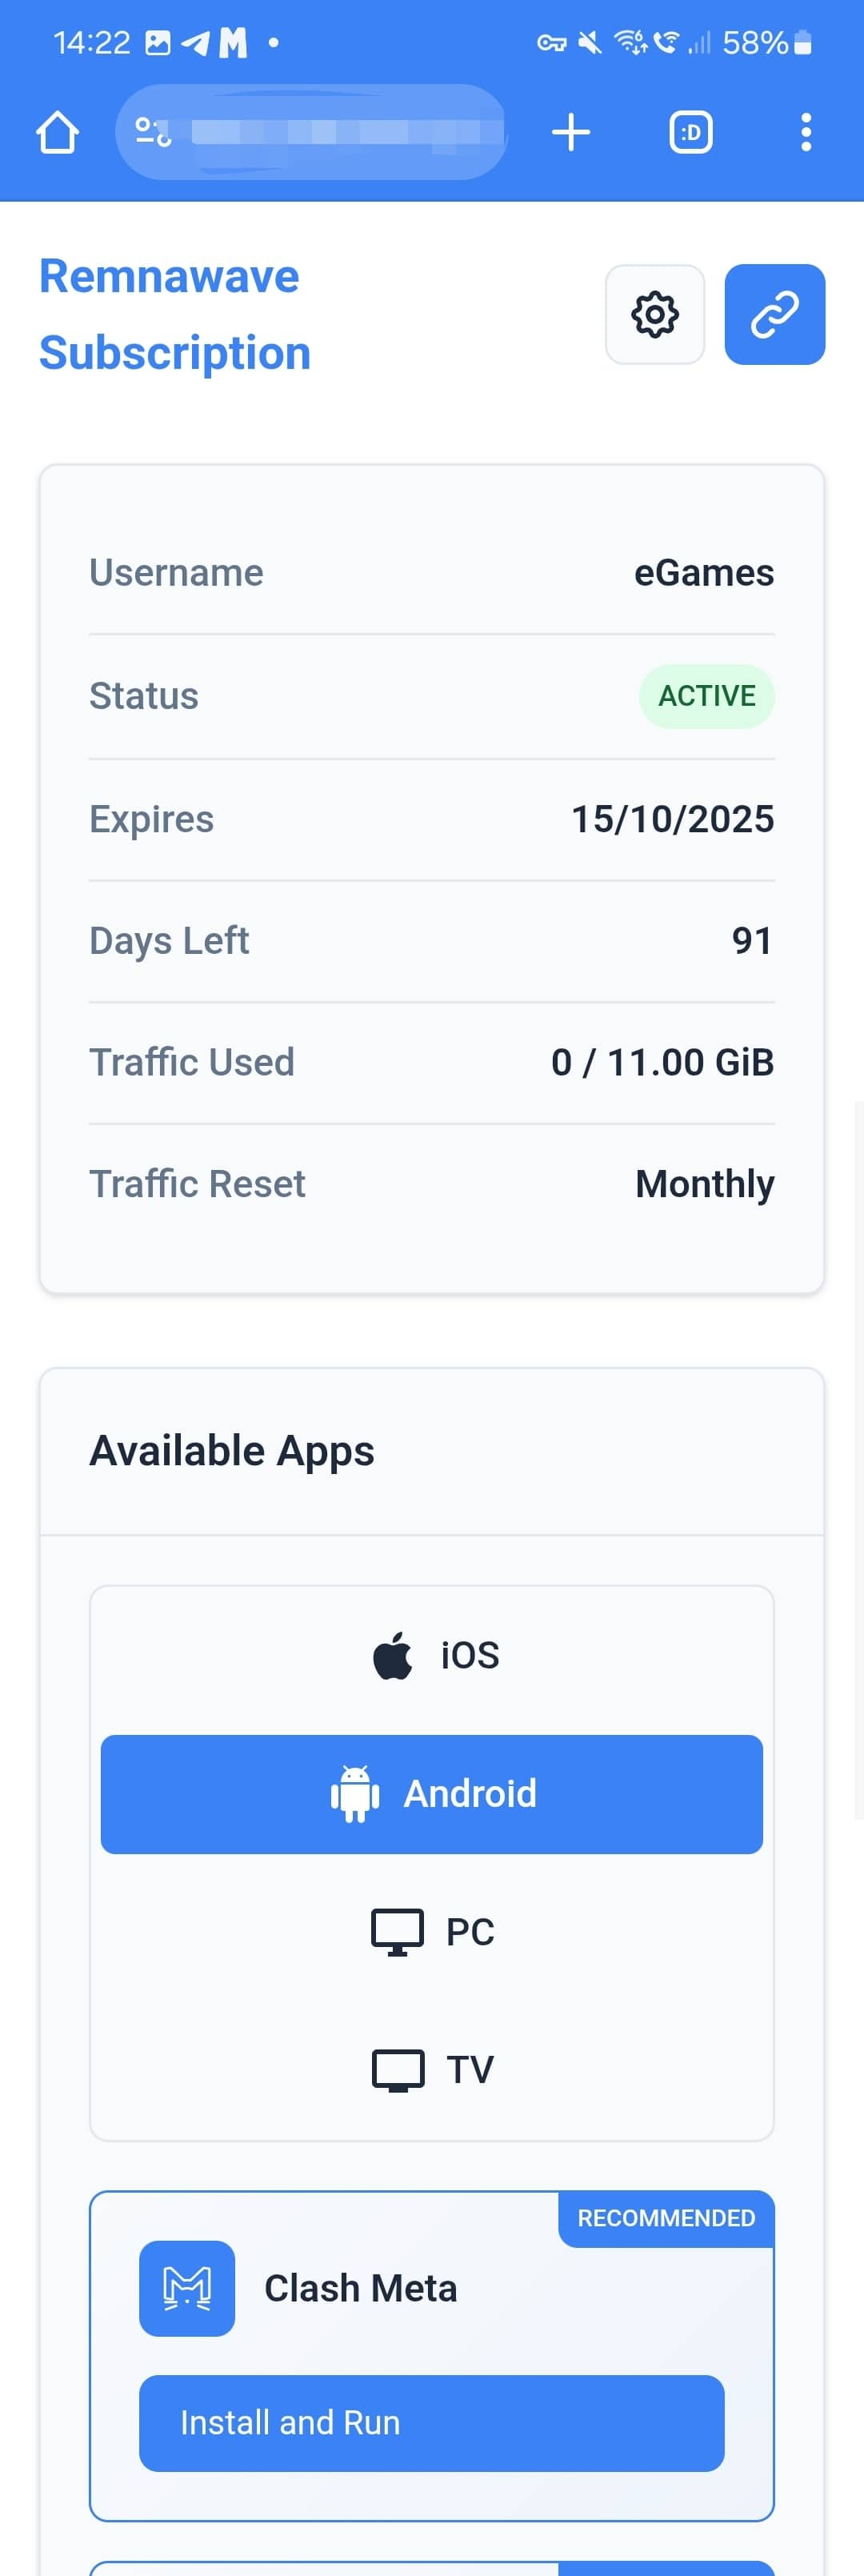 14:22
58%
:D
Remnawave
Subscription
Username eGames
Status ACTIVE
Expires 15/10/2025
Days Left 91
Traffic Used 0 / 11.00 GiB
Traffic Reset Monthly
Available Apps
iOS
Android
PC
TV
RECOMMENDED
Clash Meta
Install and Run